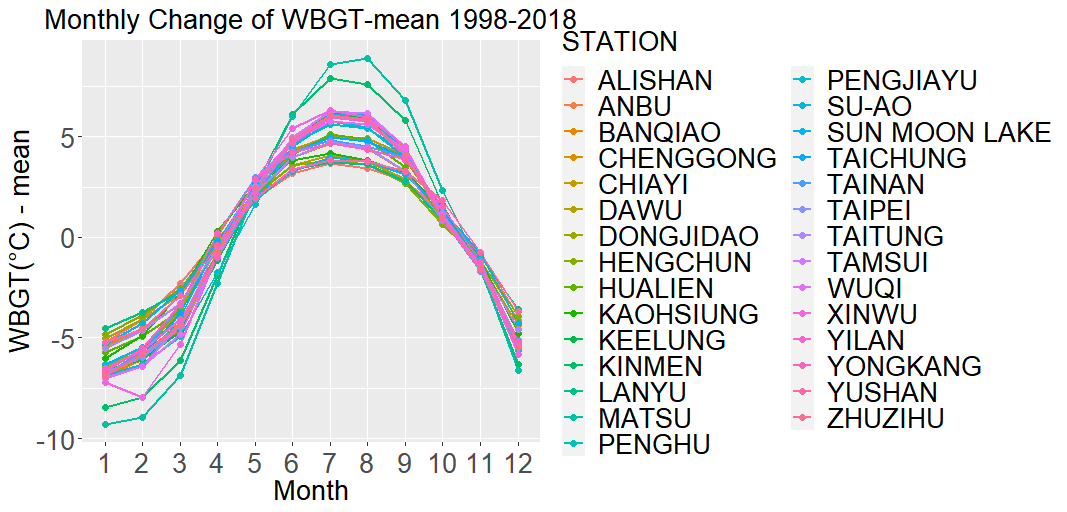 Monthly Change of WBGT-mean 1998-2018
WBGT(°C) - mean
5
0
-5
-10
1 2 3 4 5 6 7 8 9 10 11 12
Month
STATION
ALISHAN
ANBU
BANQIAO
CHENGGONG
CHIAYI
DAWU
DONGJIDAO
HENGCHUN
HUALIEN
KAOHSIUNG
KEELUNG
KINMEN
LANYU
MATSU
PENGHU
PENGJIAYU
SU-AO
SUN MOON LAKE
TAICHUNG
TAINAN
TAIPEI
TAITUNG
TAMSUI
WUQI
XINWU
YILAN
YONGKANG
YUSHAN
ZHUZIHU